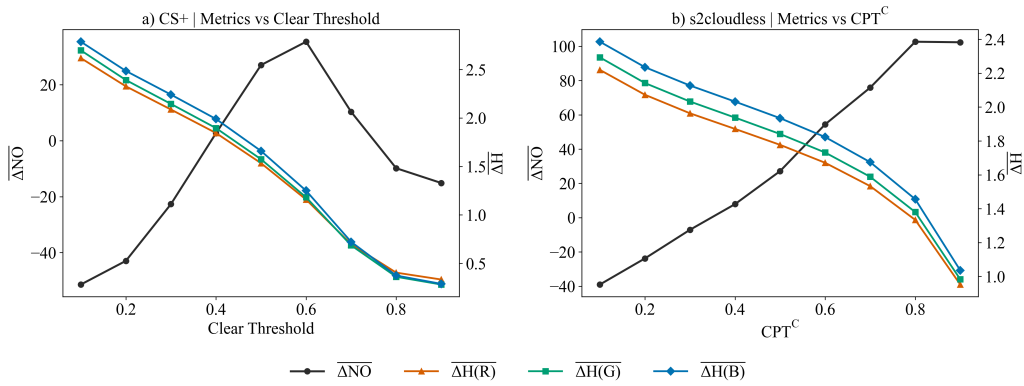 a) CS+ | Metrics vs Clear Threshold
b) s2cloudless | Metrics vs CPT^C
20
0
−20
−40
ΔNO
2.5
2.0
1.5
1.0
0.5
ΔH
0.2 0.4 0.6 0.8
Clear Threshold
100
80
60
40
20
0
−20
−40
ΔNO
2.4
2.2
2.0
1.8
1.6
1.4
1.2
1.0
ΔH
0.2 0.4 0.6 0.8
CPT^C
ΔNO ΔH(R) ΔH(G) ΔH(B)